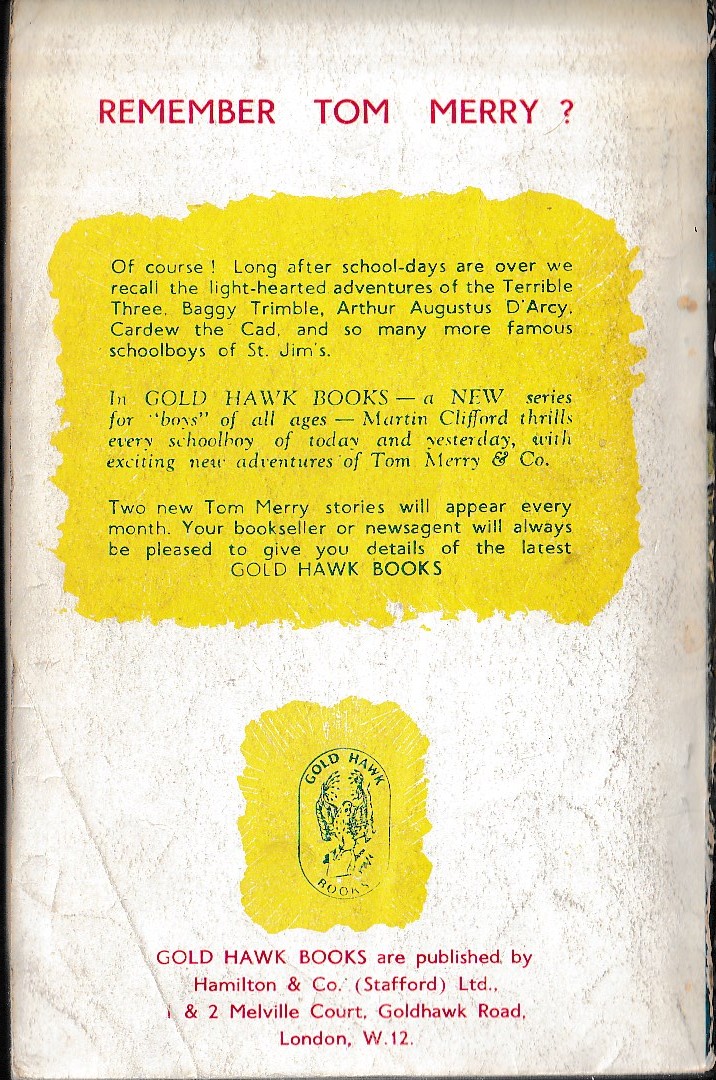 REMEMBER TOM MERRY ?
Of course ! Long after school-days are over we
recall the light-hearted adventures of the Terrible
Three, Baggy Trimble, Arthur Augustus D'Arcy,
Cardew the Cad, and so many more famous
schoolboys of St. Jim's.
In GOLD HAWK BOOKS — a NEW series
for "boys" of all ages — Martin Clifford thrills
every schoolboy of today and yesterday, with
exciting new adventures of Tom Merry & Co.
Two new Tom Merry stories will appear every
month. Your bookseller or newsagent will always
be pleased to give you details of the latest
GOLD HAWK BOOKS
GOLD HAWK
BOOKS
GOLD HAWK BOOKS are published by
Hamilton & Co. (Stafford) Ltd.,
1 & 2 Melville Court, Goldhawk Road,
London, W.12.